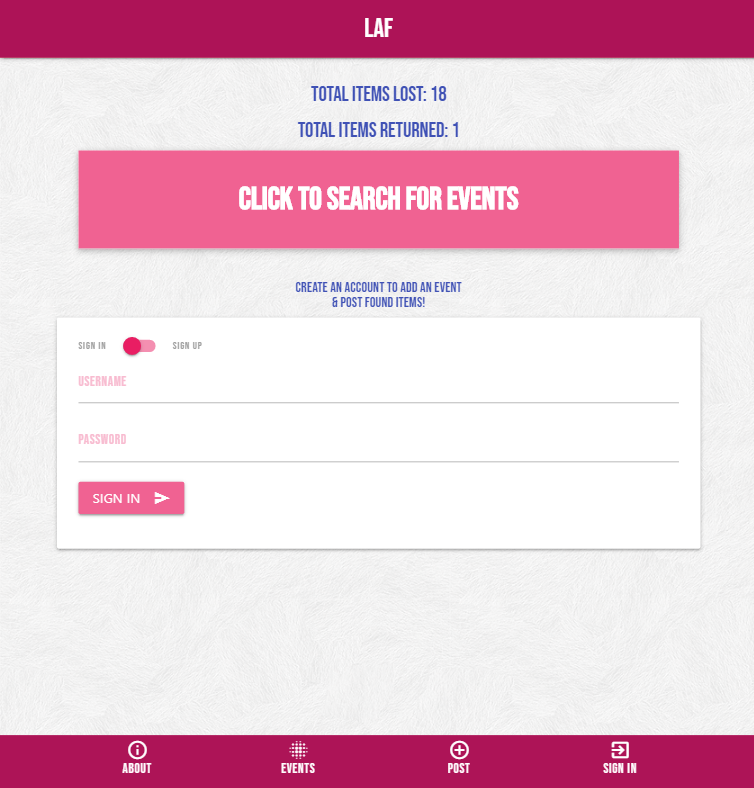 LAF
TOTAL ITEMS LOST: 18
TOTAL ITEMS RETURNED: 1
CLICK TO SEARCH FOR EVENTS
CREATE AN ACCOUNT TO ADD AN EVENT
& POST FOUND ITEMS!
SIGN IN SIGN UP
USERNAME
PASSWORD
SIGN IN
ABOUT EVENTS POST SIGN IN